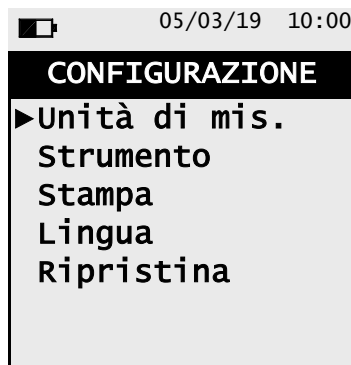 05/03/19 10:00
CONFIGURAZIONE
▶Unità di mis.
Strumento
Stampa
Lingua
Ripristina